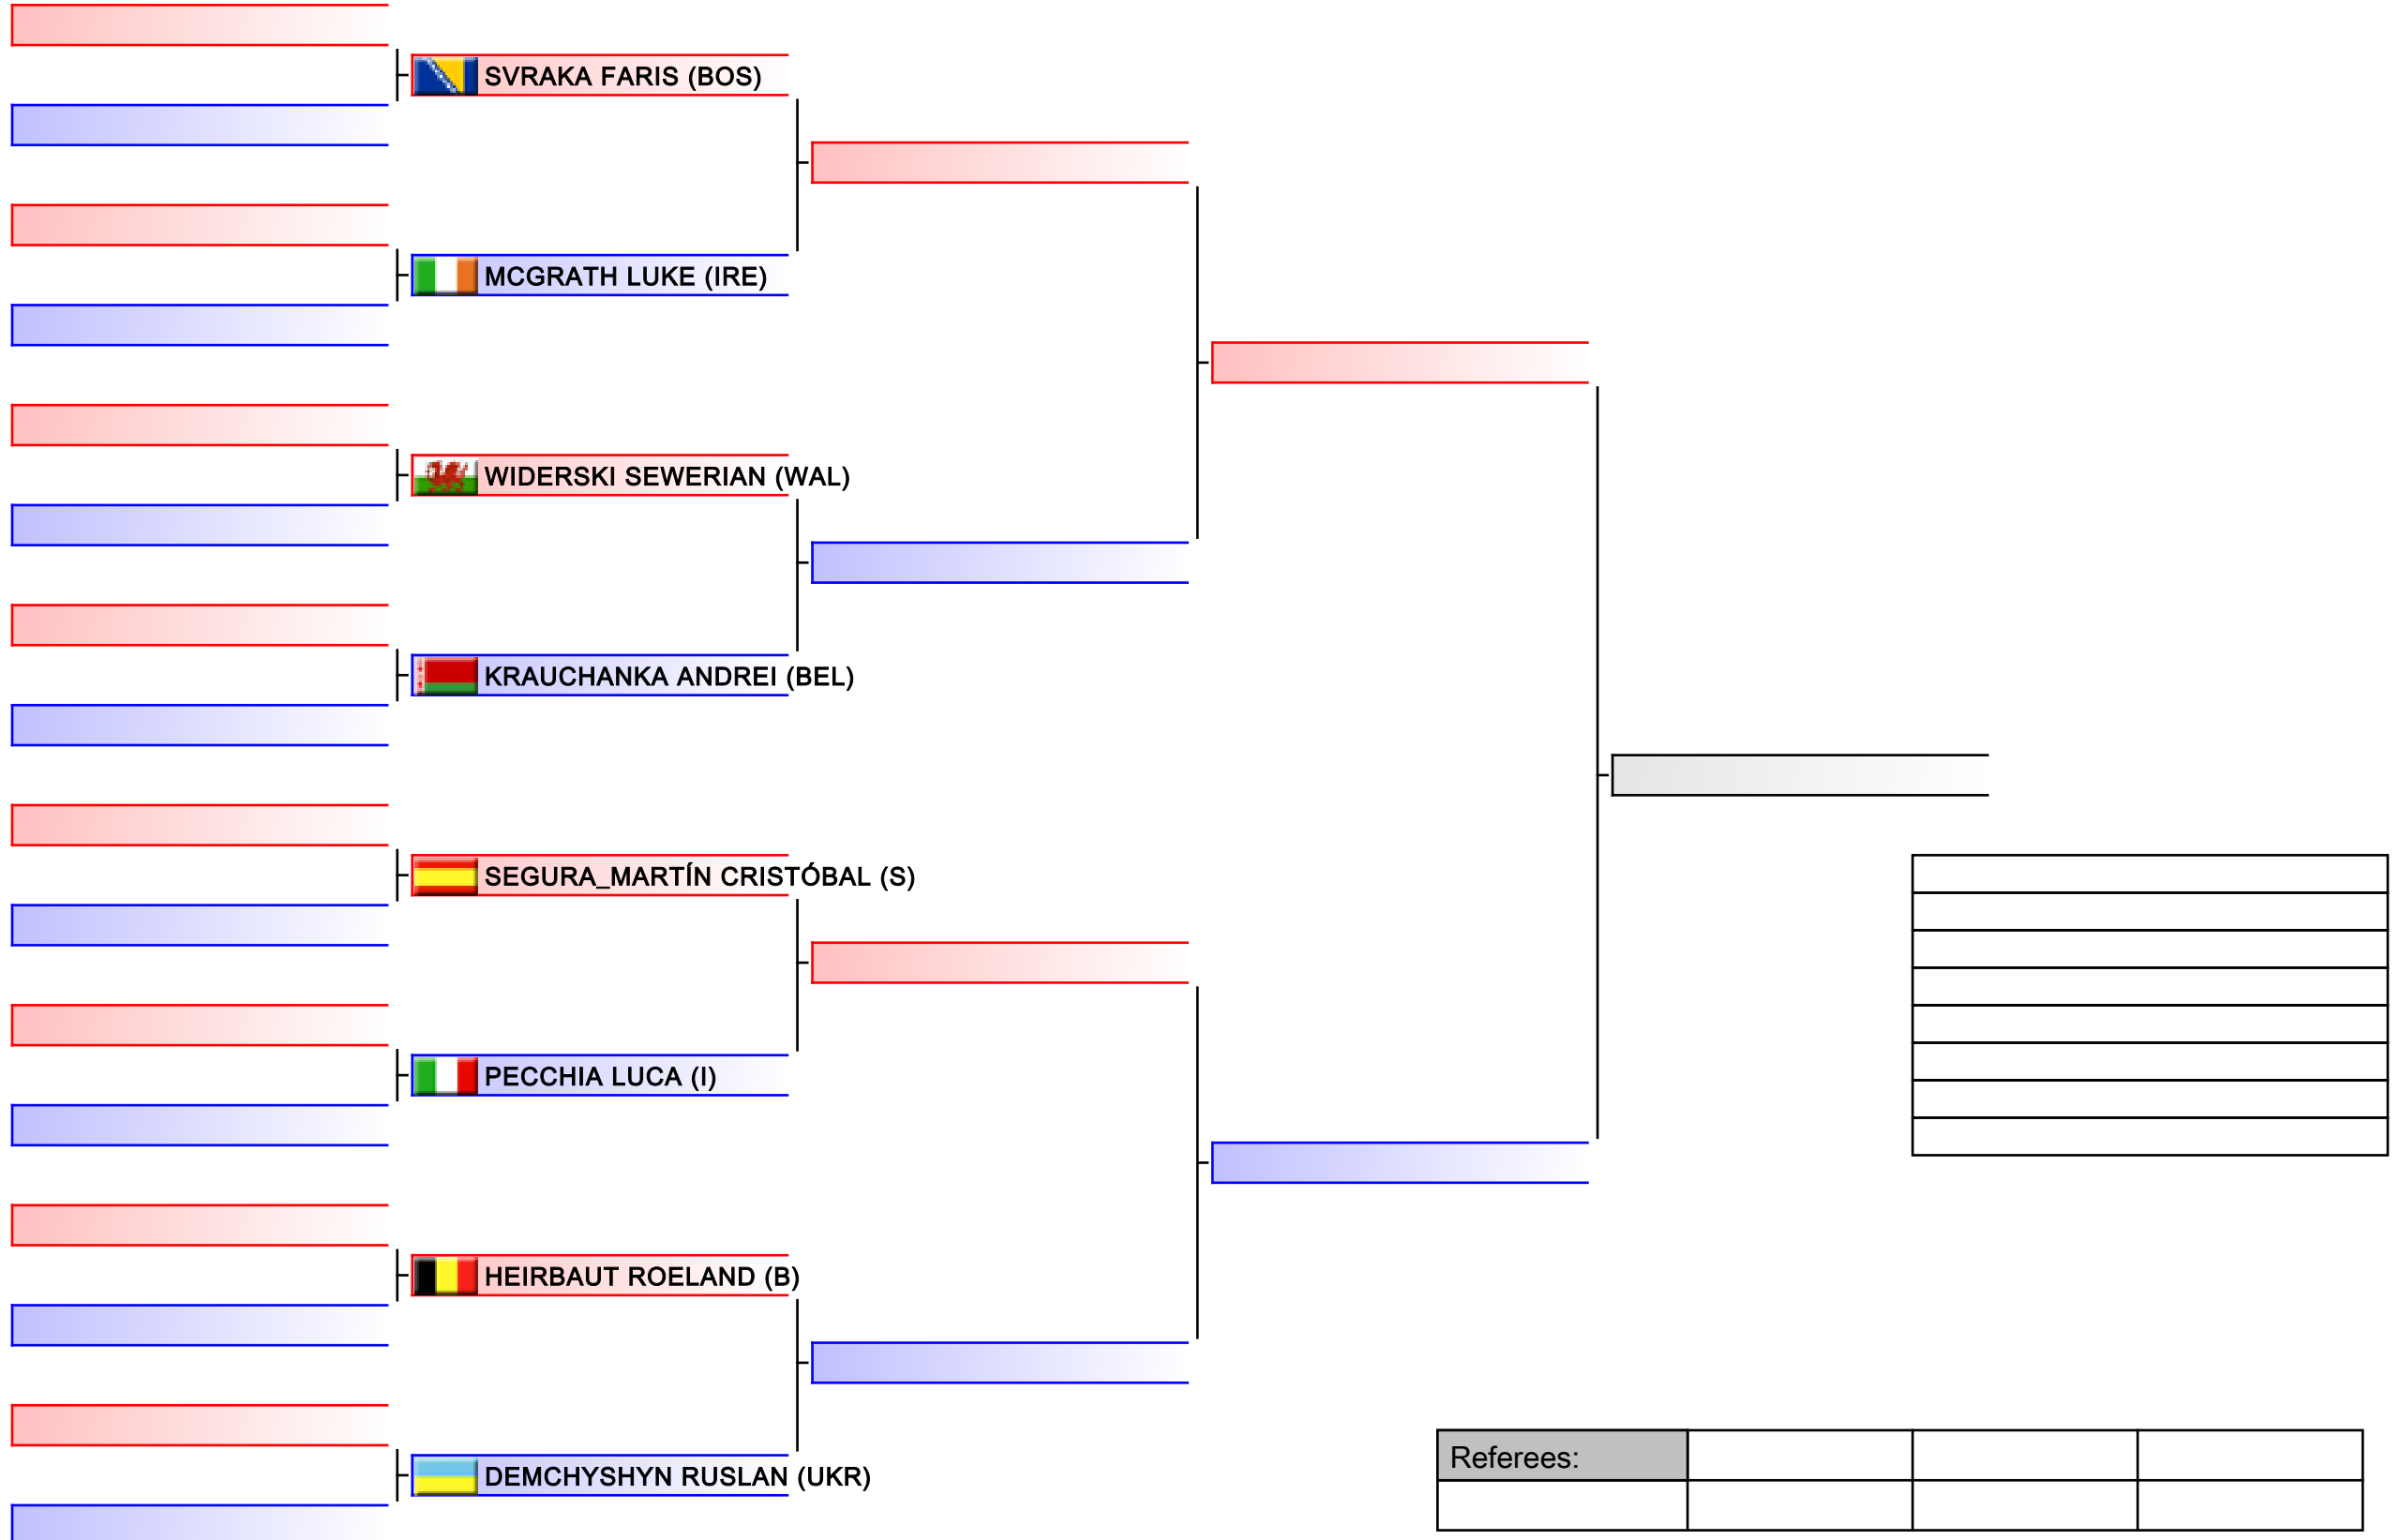 SVRAKA FARIS (BOS)
MCGRATH LUKE (IRE)
WIDERSKI SEWERIAN (WAL)
KRAUCHANKA ANDREI (BEL)
SEGURA_MARTÍN CRISTÓBAL (S)
PECCHIA LUCA (I)
HEIRBAUT ROELAND (B)
DEMCHYSHYN RUSLAN (UKR)
Referees: